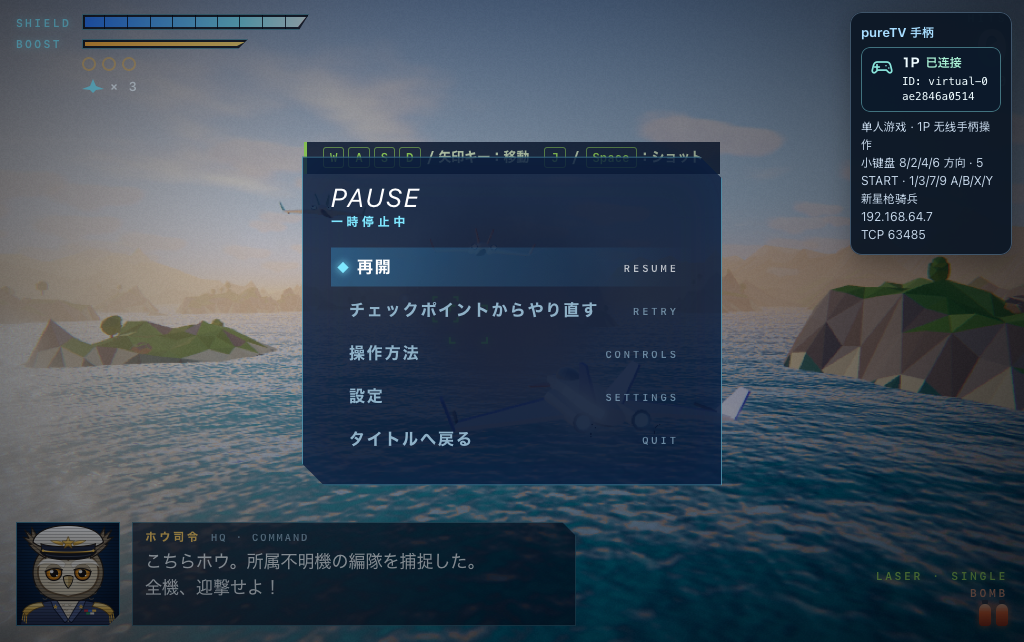 SHIELD
BOOST
× 3
pureTV 手柄
1P 已连接
ID: virtual-0
ae2846a0514
单人游戏 · 1P 无线手柄操
作
小键盘 8/2/4/6 方向 · 5
START · 1/3/7/9 A/B/X/Y
新星枪骑兵
192.168.64.7
TCP 63485
W A S D / 矢印キー：移動 J / Space ：ショット
PAUSE
一時停止中
再開 RESUME
チェックポイントからやり直す RETRY
操作方法 CONTROLS
設定 SETTINGS
タイトルへ戻る QUIT
ホウ司令 HQ · COMMAND
こちらホウ。所属不明機の編隊を捕捉した。
全機、迎撃せよ！
LASER · SINGLE
BOMB